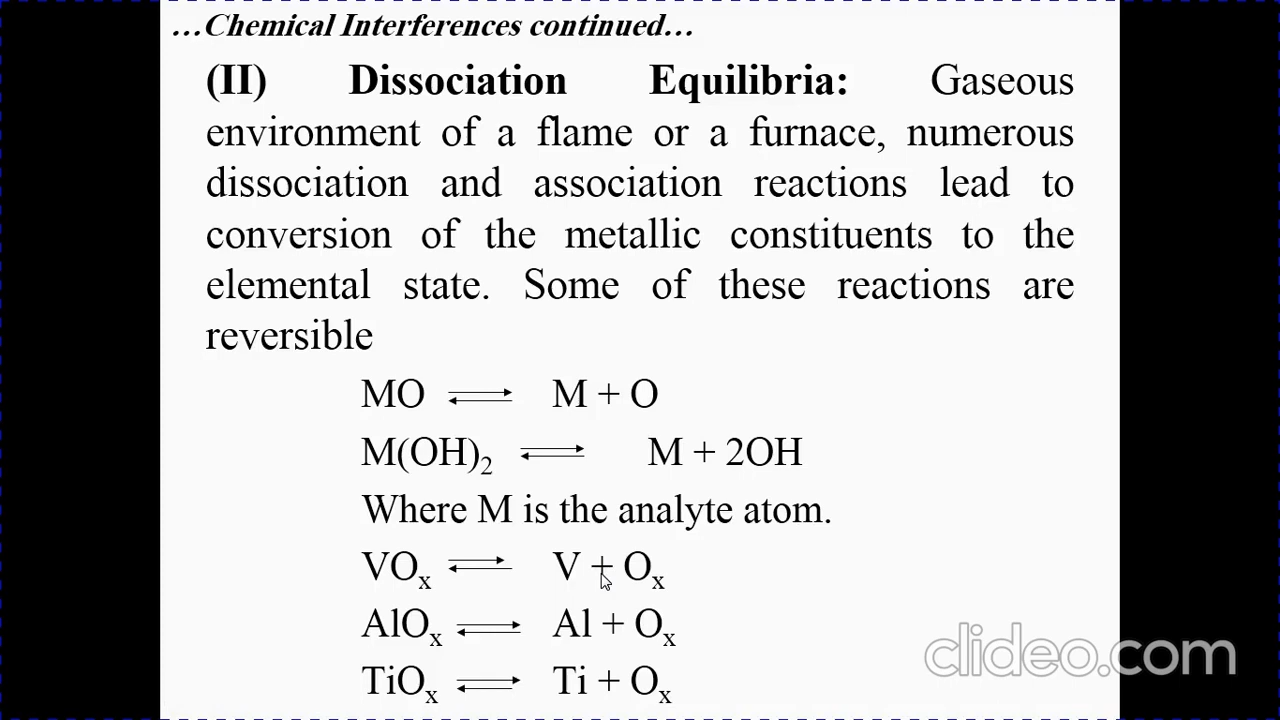 ...Chemical Interferences continued...
(II) Dissociation Equilibria: Gaseous
environment of a flame or a furnace, numerous
dissociation and association reactions lead to
conversion of the metallic constituents to the
elemental state. Some of these reactions are
reversible
MO ⇌ M + O
M(OH)₂ ⇌ M + 2OH
Where M is the analyte atom.
VOₓ ⇌ V + Oₓ
AlOₓ ⇌ Al + Oₓ
TiOₓ ⇌ Ti + Oₓ
clideo.com